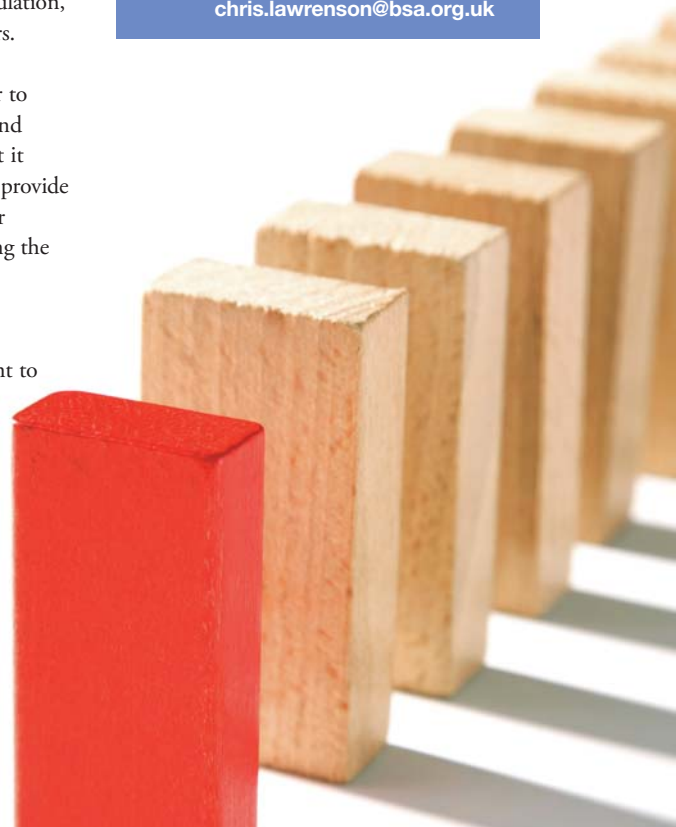 ulation,
rs.
r to
nd
t it
provide
r
ng the
nt to
chris.lawrenson@bsa.org.uk